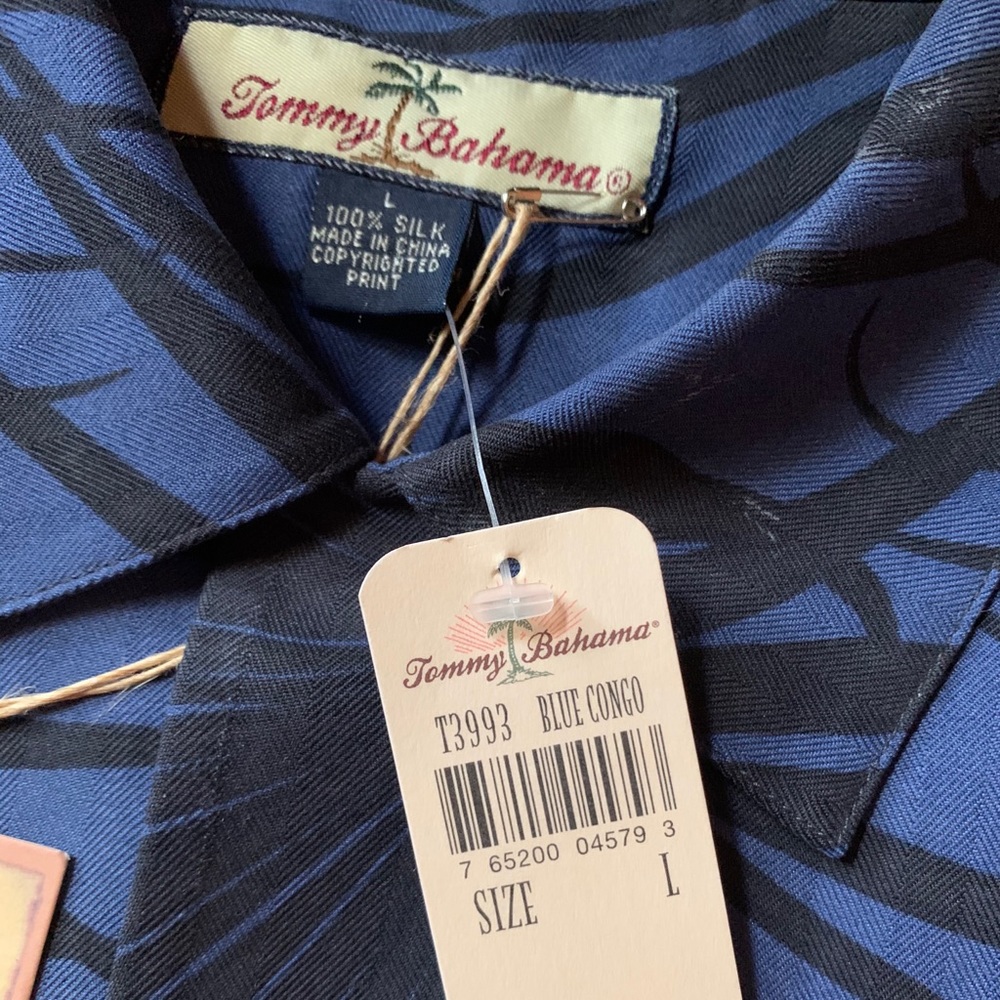 Tommy Bahama®
L
100% SILK
MADE IN CHINA
COPYRIGHTED
PRINT
Tommy Bahama®
T3993 BLUE CONGO
7 65200 04579 3
SIZE L